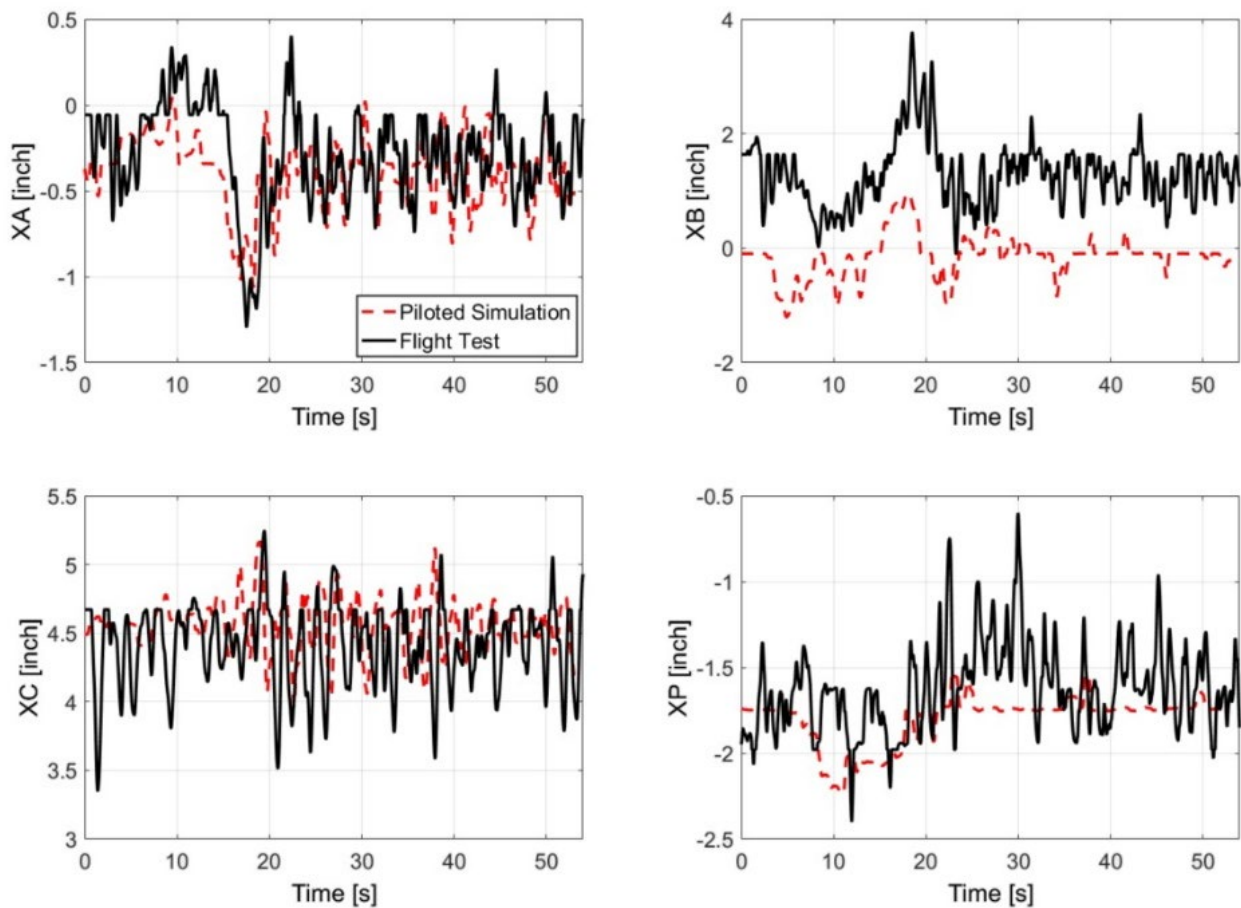 0.5
0
-0.5
-1
-1.5
XA [inch]
0 10 20 30 40 50
Time [s]
Piloted Simulation
Flight Test
4
2
0
-2
XB [inch]
0 10 20 30 40 50
Time [s]
5.5
5
4.5
4
3.5
3
XC [inch]
0 10 20 30 40 50
Time [s]
-0.5
-1
-1.5
-2
-2.5
XP [inch]
0 10 20 30 40 50
Time [s]